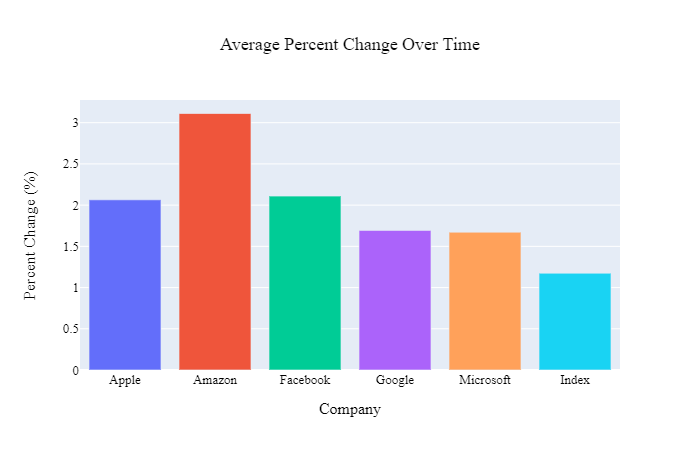 Average Percent Change Over Time
Percent Change (%)
3
2.5
2
1.5
1
0.5
0
Apple Amazon Facebook Google Microsoft Index
Company